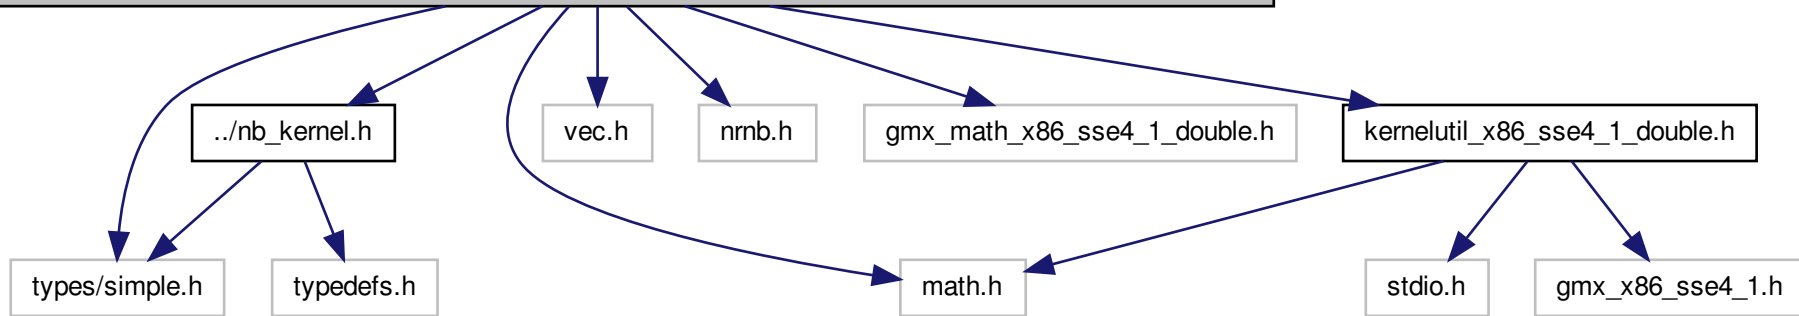 ../nb_kernel.h
vec.h
nrnb.h
gmx_math_x86_sse4_1_double.h
kernelutil_x86_sse4_1_double.h
types/simple.h
typedefs.h
math.h
stdio.h
gmx_x86_sse4_1.h